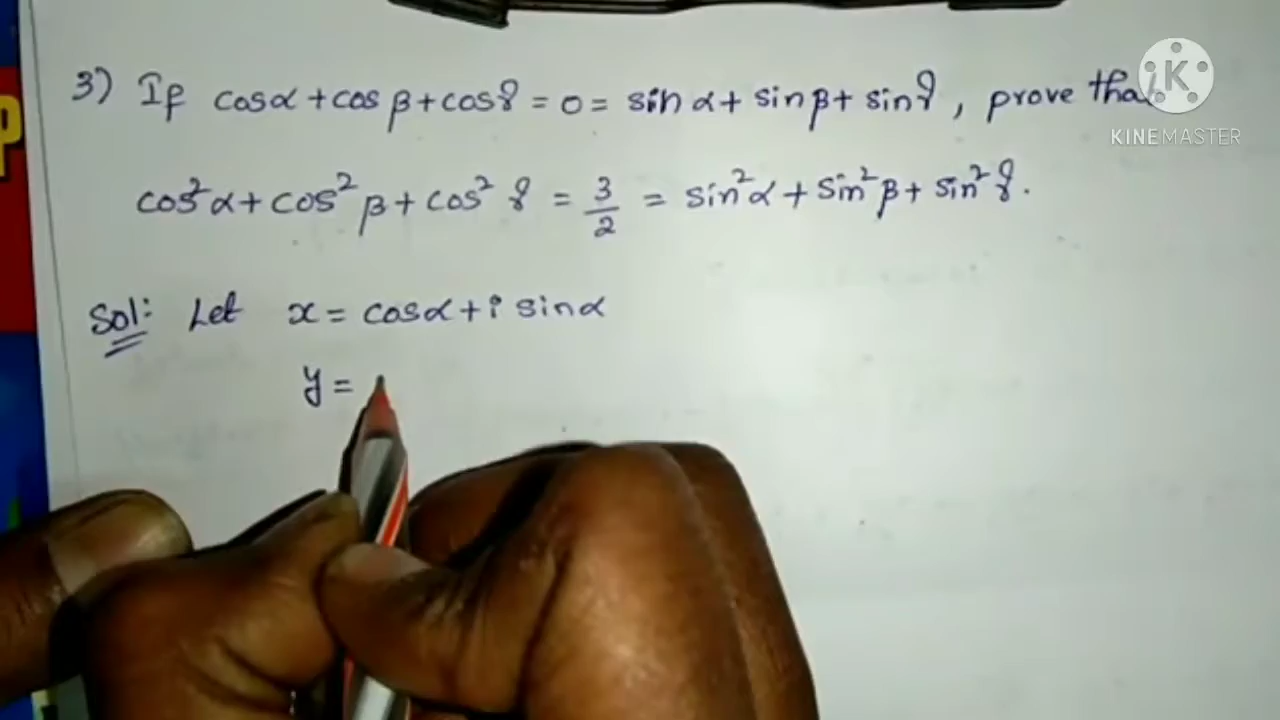 3) If cosα + cosβ + cosγ = 0 = sinα + sinβ + sinγ, prove that
cos²α + cos²β + cos²γ = 3/2 = sin²α + sin²β + sin²γ.
Sol: Let x = cosα + i sinα
y =
K
KINEMASTER